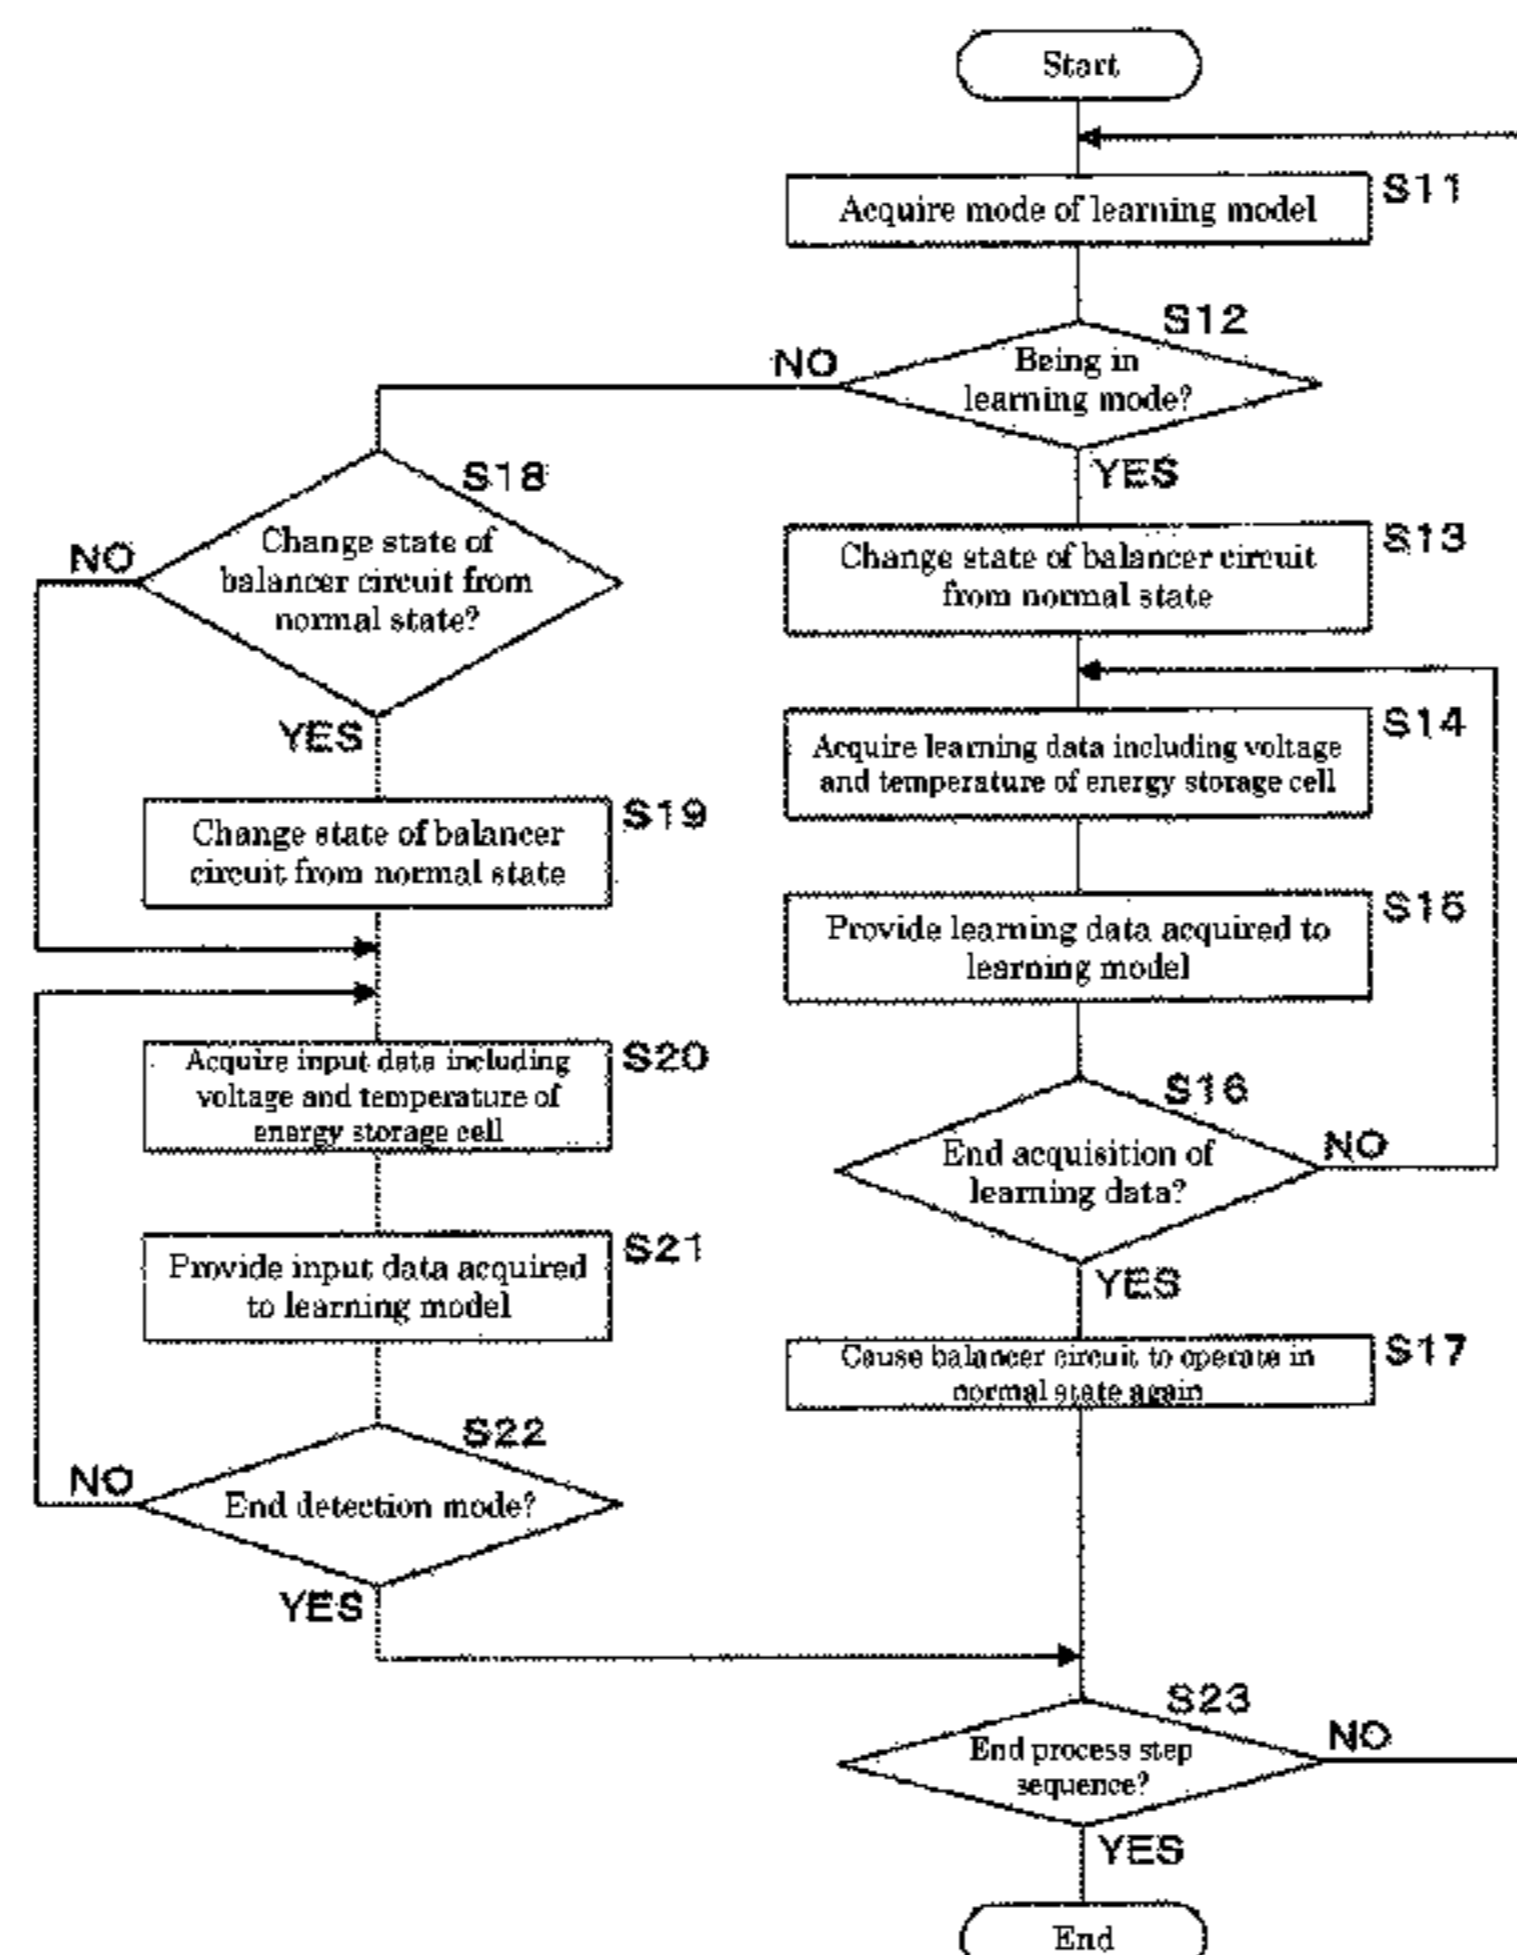 Start
S11
Acquire mode of learning model
S12
Being in
learning mode?
NO
YES
S13
Change state of balancer circuit
from normal state
S14
Acquire learning data including voltage
and temperature of energy storage cell
S15
Provide learning data acquired to
learning model
S16
End acquisition of
learning data?
NO
YES
S17
Cause balancer circuit to operate in
normal state again
S18
Change state of
balancer circuit from
normal state?
NO
YES
S19
Change state of balancer
circuit from normal state
S20
Acquire input data including
voltage and temperature of
energy storage cell
S21
Provide input data acquired
to learning model
S22
End detection mode?
NO
YES
S23
End process step
sequence?
NO
YES
End